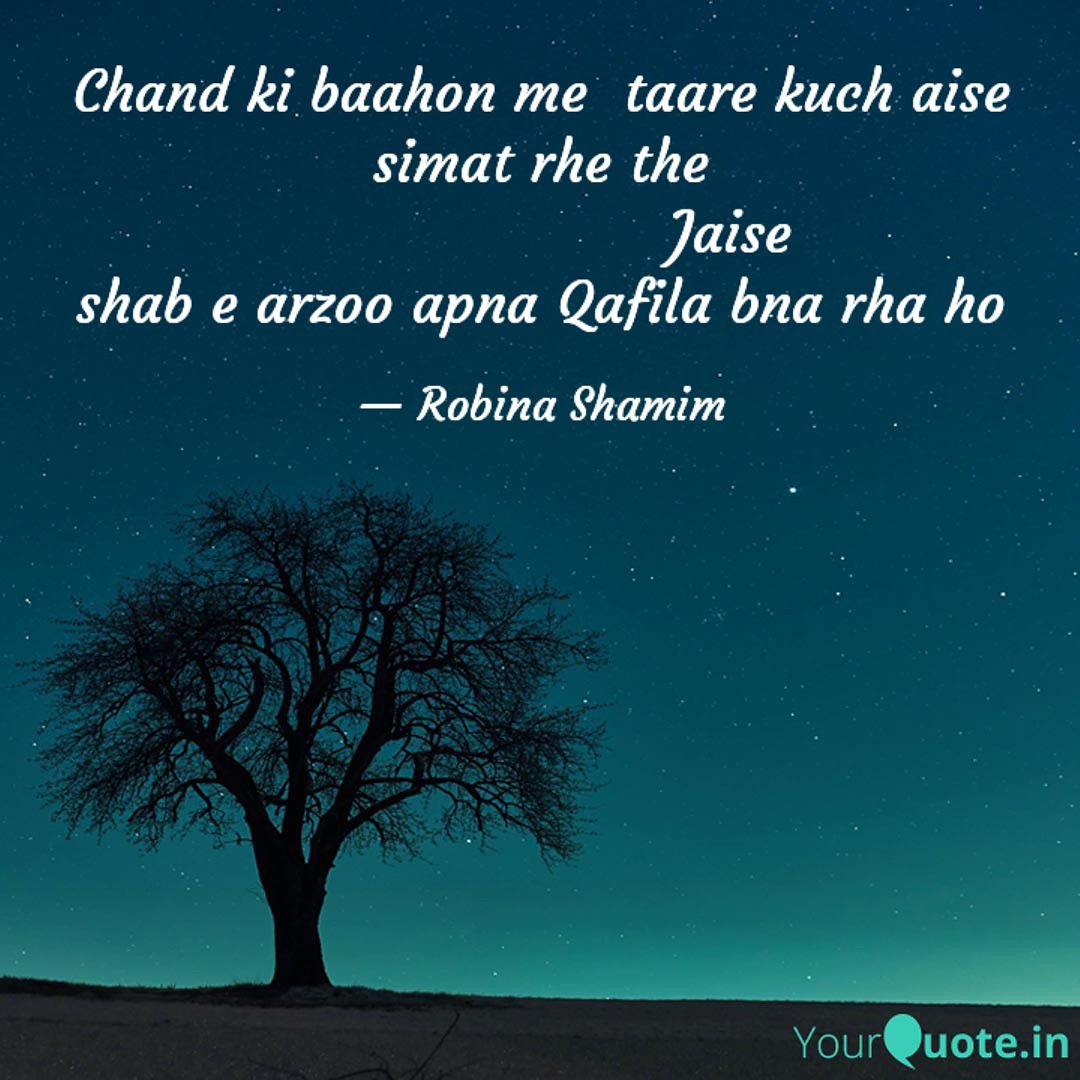 Chand ki baahon me taare kuch aise
simat rhe the
Jaise
shab e arzoo apna Qafila bna rha ho
— Robina Shamim
YourQuote.in